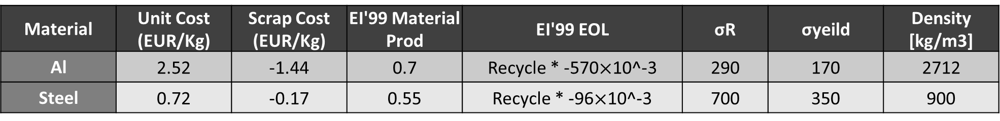 Material Unit Cost (EUR/Kg) Scrap Cost (EUR/Kg) EI'99 Material Prod EI'99 EOL σR σyeild Density [kg/m3]
Al 2.52 -1.44 0.7 Recycle * -570×10^-3 290 170 2712
Steel 0.72 -0.17 0.55 Recycle * -96×10^-3 700 350 900